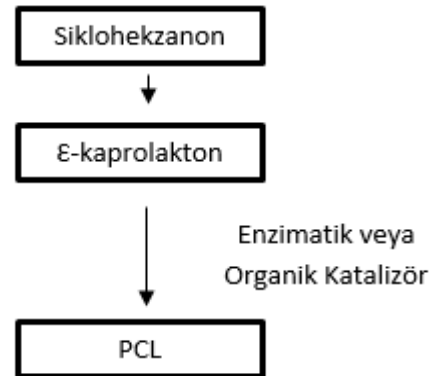 Siklohekzanon
Ɛ-kaprolakton
Enzimatik veya
Organik Katalizör
PCL